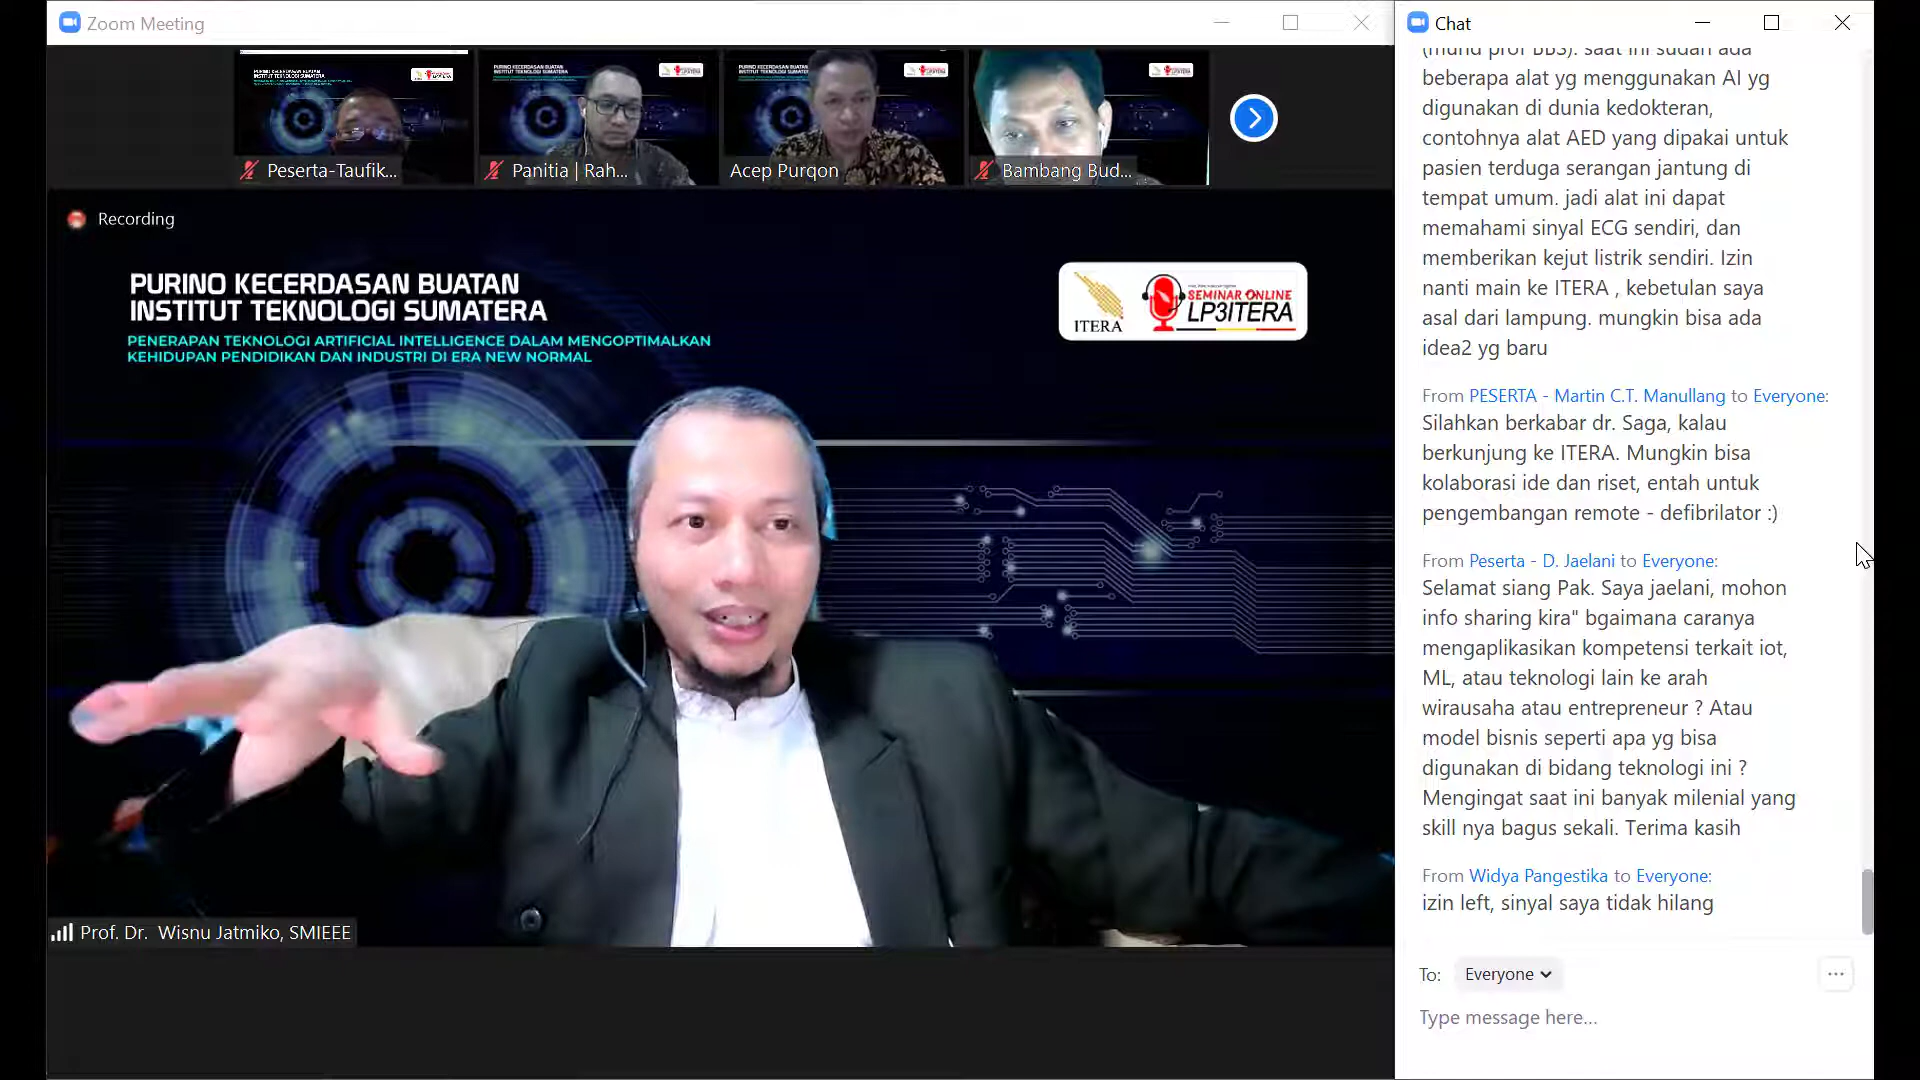 Zoom Meeting
Peserta-Taufik...
Panitia | Rah...
Acep Purqon
Bambang Bud...
Recording
PURINO KECERDASAN BUATAN
INSTITUT TEKNOLOGI SUMATERA
PENERAPAN TEKNOLOGI ARTIFICIAL INTELLIGENCE DALAM MENGOPTIMALKAN
KEHIDUPAN PENDIDIKAN DAN INDUSTRI DI ERA NEW NORMAL
ITERA
SEMINAR ONLINE
LP3ITERA
Prof. Dr. Wisnu Jatmiko, SMIEEE
Chat
(murid prof BBS). saat ini sudah ada
beberapa alat yg menggunakan AI yg
digunakan di dunia kedokteran,
contohnya alat AED yang dipakai untuk
pasien terduga serangan jantung di
tempat umum. jadi alat ini dapat
memahami sinyal ECG sendiri, dan
memberikan kejut listrik sendiri. Izin
nanti main ke ITERA , kebetulan saya
asal dari lampung. mungkin bisa ada
idea2 yg baru
From PESERTA - Martin C.T. Manullang to Everyone:
Silahkan berkabar dr. Saga, kalau
berkunjung ke ITERA. Mungkin bisa
kolaborasi ide dan riset, entah untuk
pengembangan remote - defibrilator :)
From Peserta - D. Jaelani to Everyone:
Selamat siang Pak. Saya jaelani, mohon
info sharing kira" bgaimana caranya
mengaplikasikan kompetensi terkait iot,
ML, atau teknologi lain ke arah
wirausaha atau entrepreneur ? Atau
model bisnis seperti apa yg bisa
digunakan di bidang teknologi ini ?
Mengingat saat ini banyak milenial yang
skill nya bagus sekali. Terima kasih
From Widya Pangestika to Everyone:
izin left, sinyal saya tidak hilang
To: Everyone
Type message here...